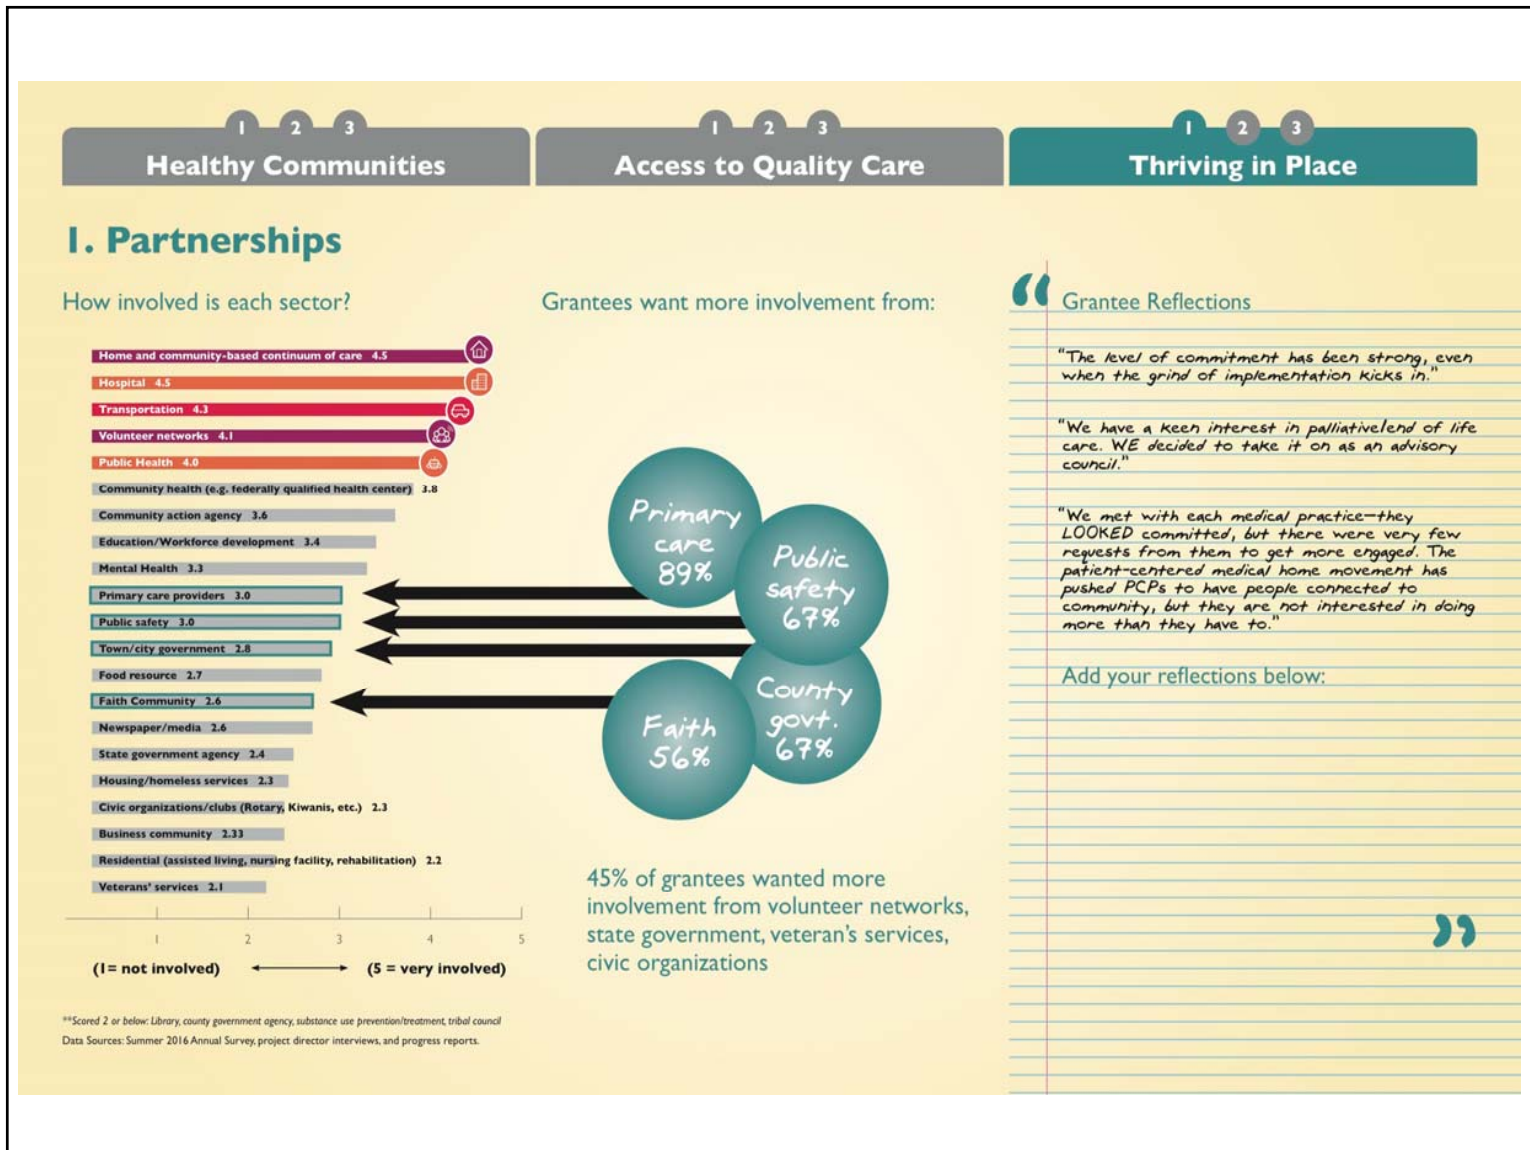 1 2 3
Healthy Communities
1 2 3
Access to Quality Care
1 2 3
Thriving in Place
1. Partnerships
How involved is each sector?
Home and community-based continuum of care 4.5
Hospital 4.5
Transportation 4.3
Volunteer networks 4.1
Public Health 4.0
Community health (e.g. federally qualified health center) 3.8
Community action agency 3.6
Education/Workforce development 3.4
Mental Health 3.3
Primary care providers 3.0
Public safety 3.0
Town/city government 2.8
Food resource 2.7
Faith Community 2.6
Newspaper/media 2.6
State government agency 2.4
Housing/homeless services 2.3
Civic organizations/clubs (Rotary, Kiwanis, etc.) 2.3
Business community 2.33
Residential (assisted living, nursing facility, rehabilitation) 2.2
Veterans' services 2.1
1 2 3 4 5
(1= not involved) (5 = very involved)
**Scored 2 or below: Library, county government agency, substance use prevention/treatment, tribal council
Data Sources: Summer 2016 Annual Survey, project director interviews, and progress reports.
Grantees want more involvement from:
Primary
care
89%
Public
safety
67%
County
govt.
67%
Faith
56%
45% of grantees wanted more
involvement from volunteer networks,
state government, veteran's services,
civic organizations
“
Grantee Reflections
"The level of commitment has been strong, even
when the grind of implementation kicks in."
"We have a keen interest in palliativelend of life
care. WE decided to take it on as an advisory
council."
"We met with each medical practice—they
LOOKED committed, but there were very few
requests from them to get more engaged. The
patient-centered medical home movement has
pushed PCPs to have people connected to
community, but they are not interested in doing
more than they have to."
Add your reflections below:
”